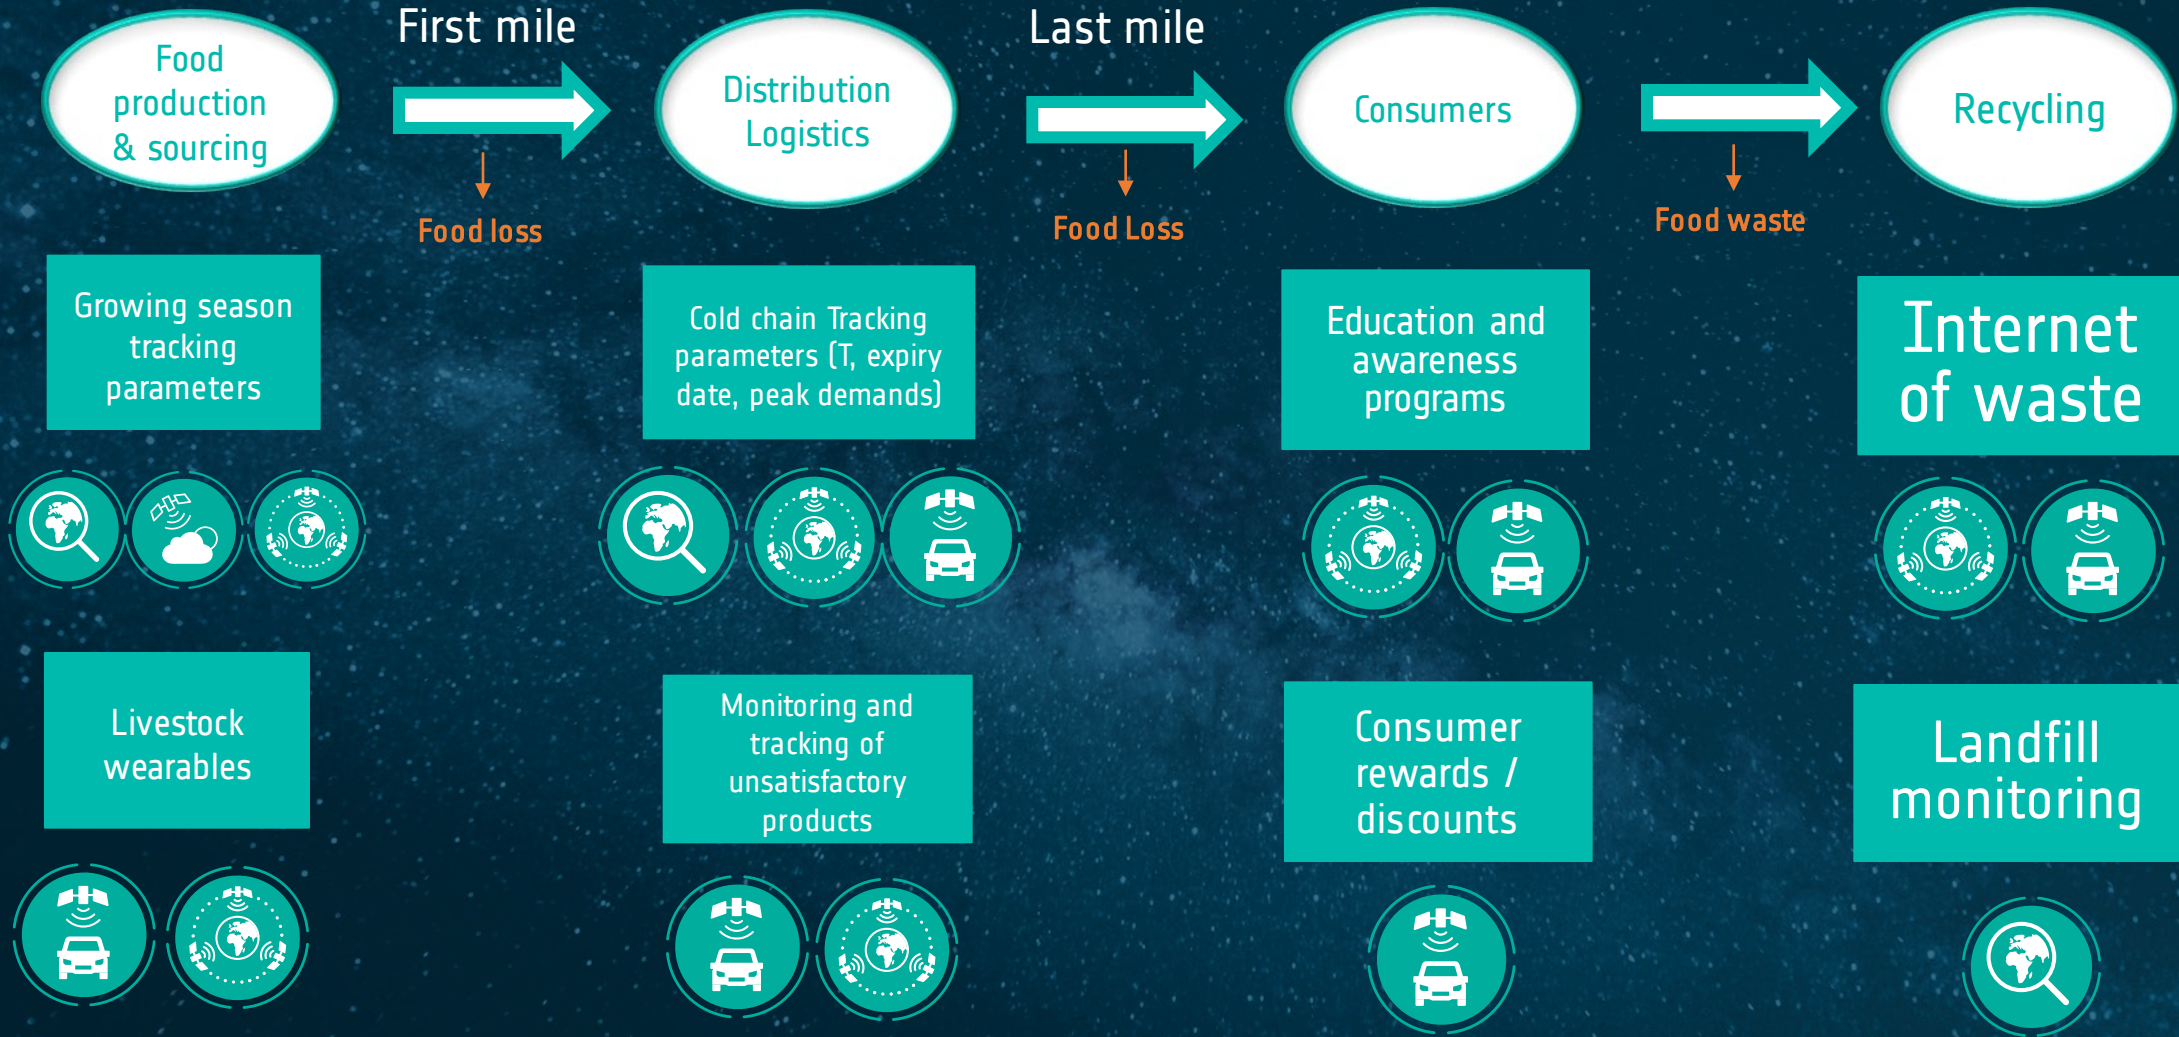 Food
production
& sourcing
First mile
Food loss
Distribution
Logistics
Last mile
Food Loss
Consumers
Food waste
Recycling
Growing season
tracking
parameters
Cold chain Tracking
parameters (T, expiry
date, peak demands)
Education and
awareness
programs
Internet
of waste
Livestock
wearables
Monitoring and
tracking of
unsatisfactory
products
Consumer
rewards /
discounts
Landfill
monitoring